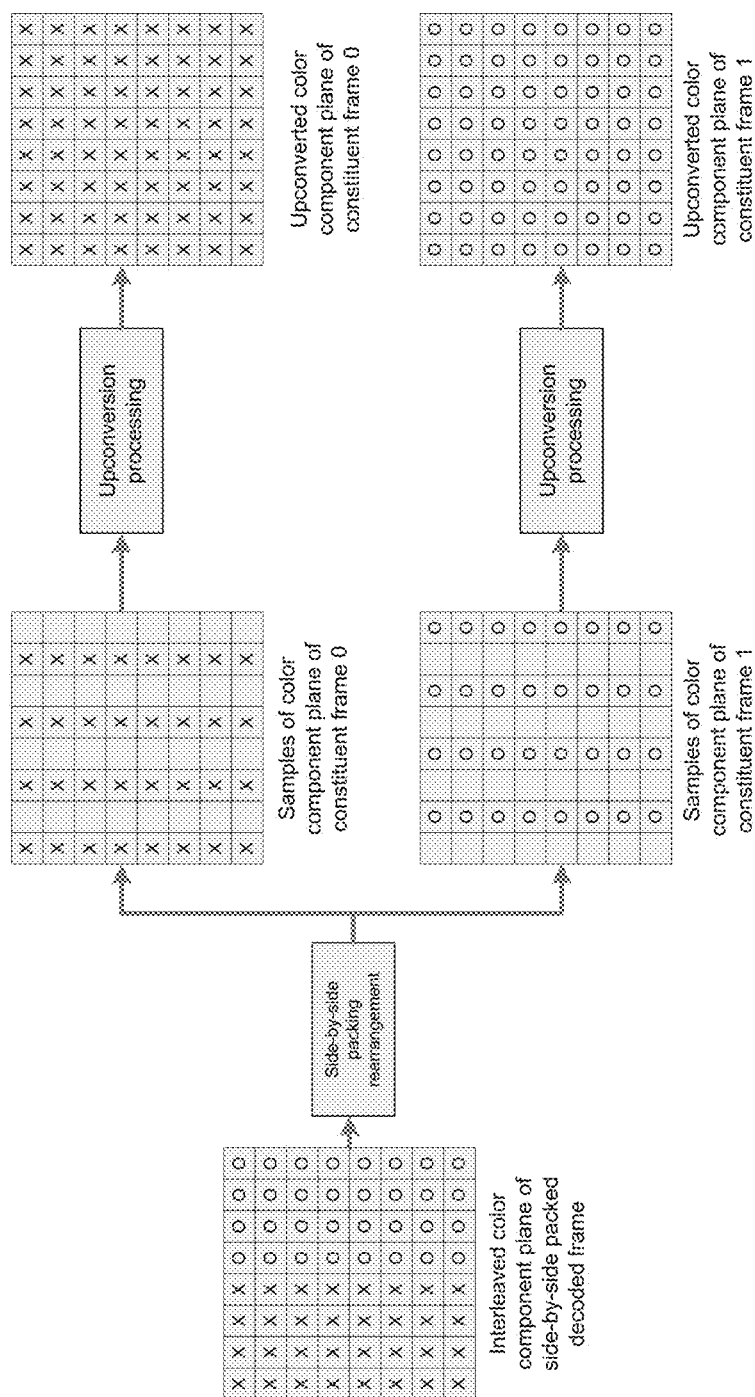 X X X X O O O O
X X X X O O O O
X X X X O O O O
X X X X O O O O
X X X X O O O O
X X X X O O O O
X X X X O O O O
X X X X O O O O
Interleaved color
component plane of
side-by-side packed
decoded frame
Side-by-side
packing
rearrangement
X X X X
X X X X
X X X X
X X X X
X X X X
X X X X
X X X X
X X X X
Samples of color
component plane of
constituent frame 0
Upconversion
processing
X X X X X X X X
X X X X X X X X
X X X X X X X X
X X X X X X X X
X X X X X X X X
X X X X X X X X
X X X X X X X X
X X X X X X X X
Upconverted color
component plane of
constituent frame 0
O O O O
O O O O
O O O O
O O O O
O O O O
O O O O
O O O O
O O O O
Samples of color
component plane of
constituent frame 1
Upconversion
processing
O O O O O O O O
O O O O O O O O
O O O O O O O O
O O O O O O O O
O O O O O O O O
O O O O O O O O
O O O O O O O O
O O O O O O O O
Upconverted color
component plane of
constituent frame 1